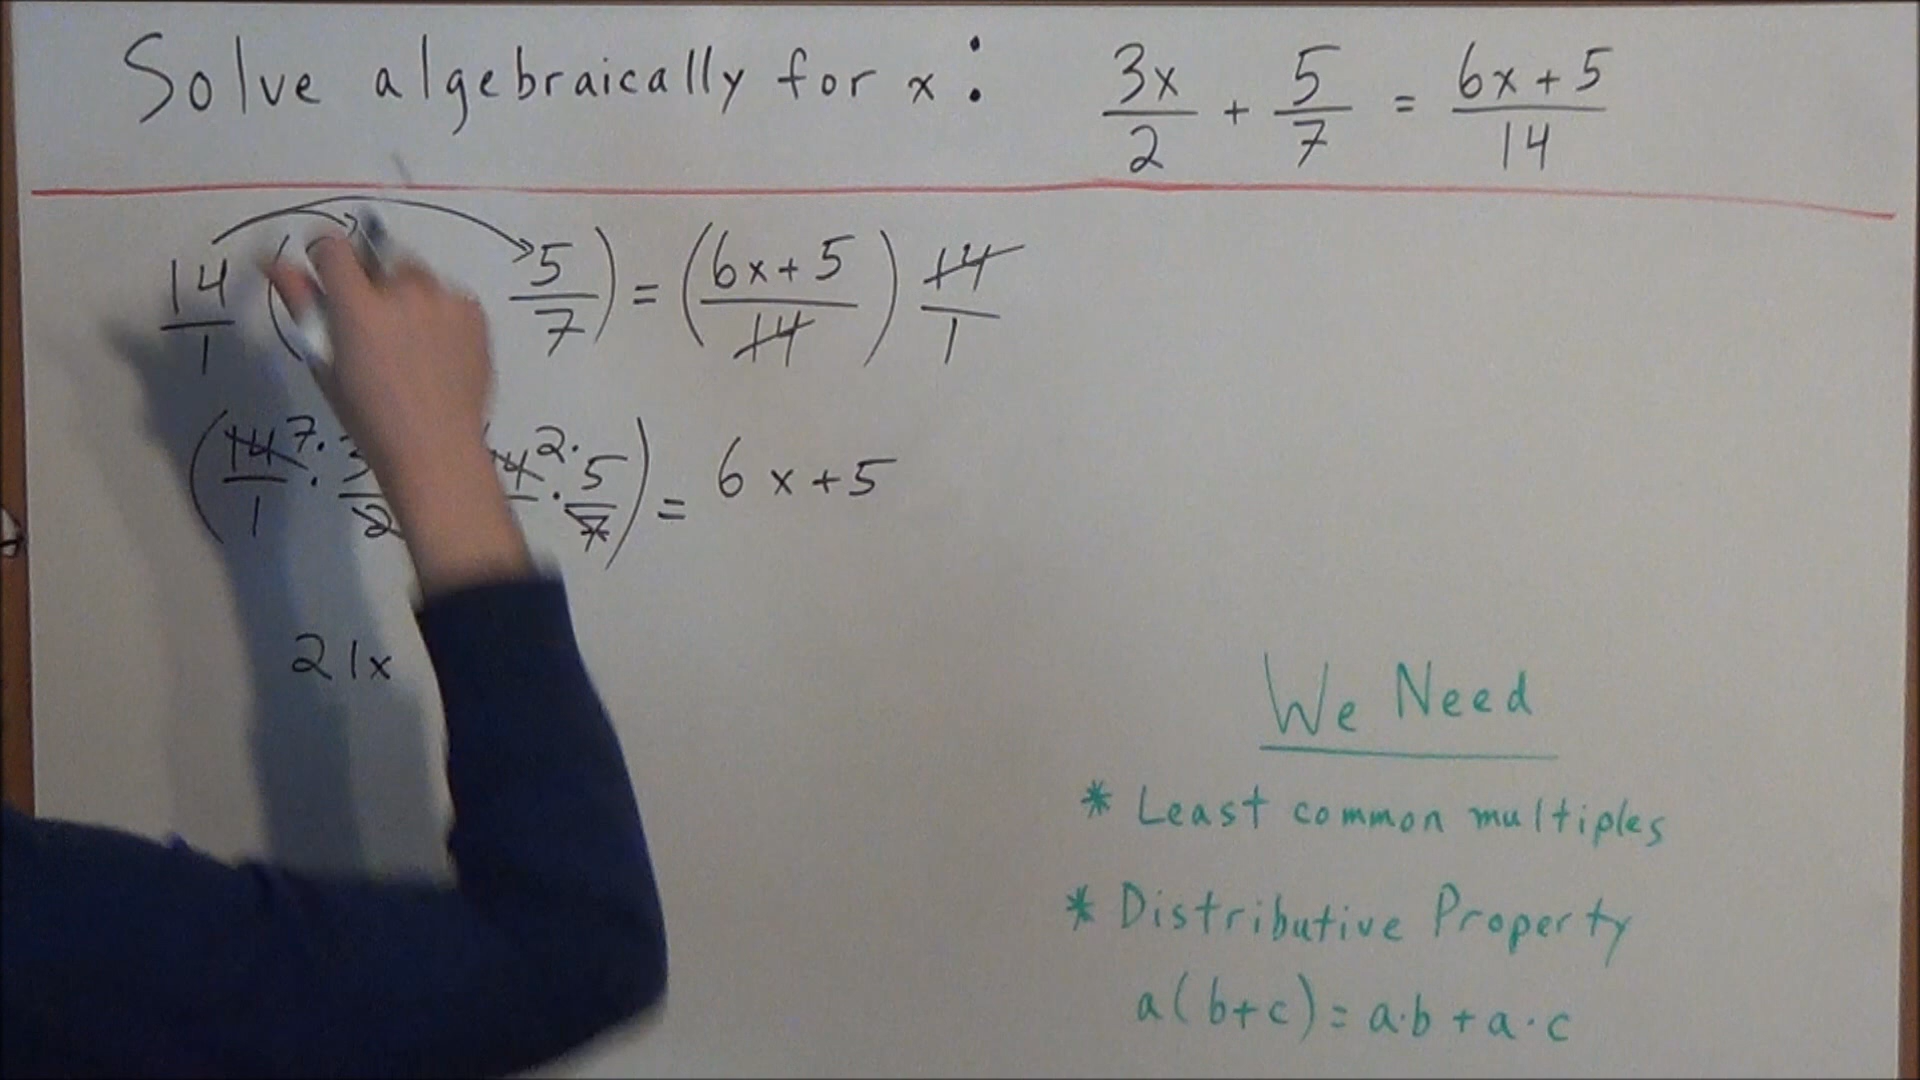 Solve algebraically for x: 3x/2 + 5/7 = 6x+5/14
14/1 ( 5/7 ) = ( 6x+5/14 ) 14/1
( 14/1 7. · /2 2. · 5/7 ) = 6x+5
21x
We Need
* Least common multiples
* Distributive Property
a(b+c) = a·b + a·c